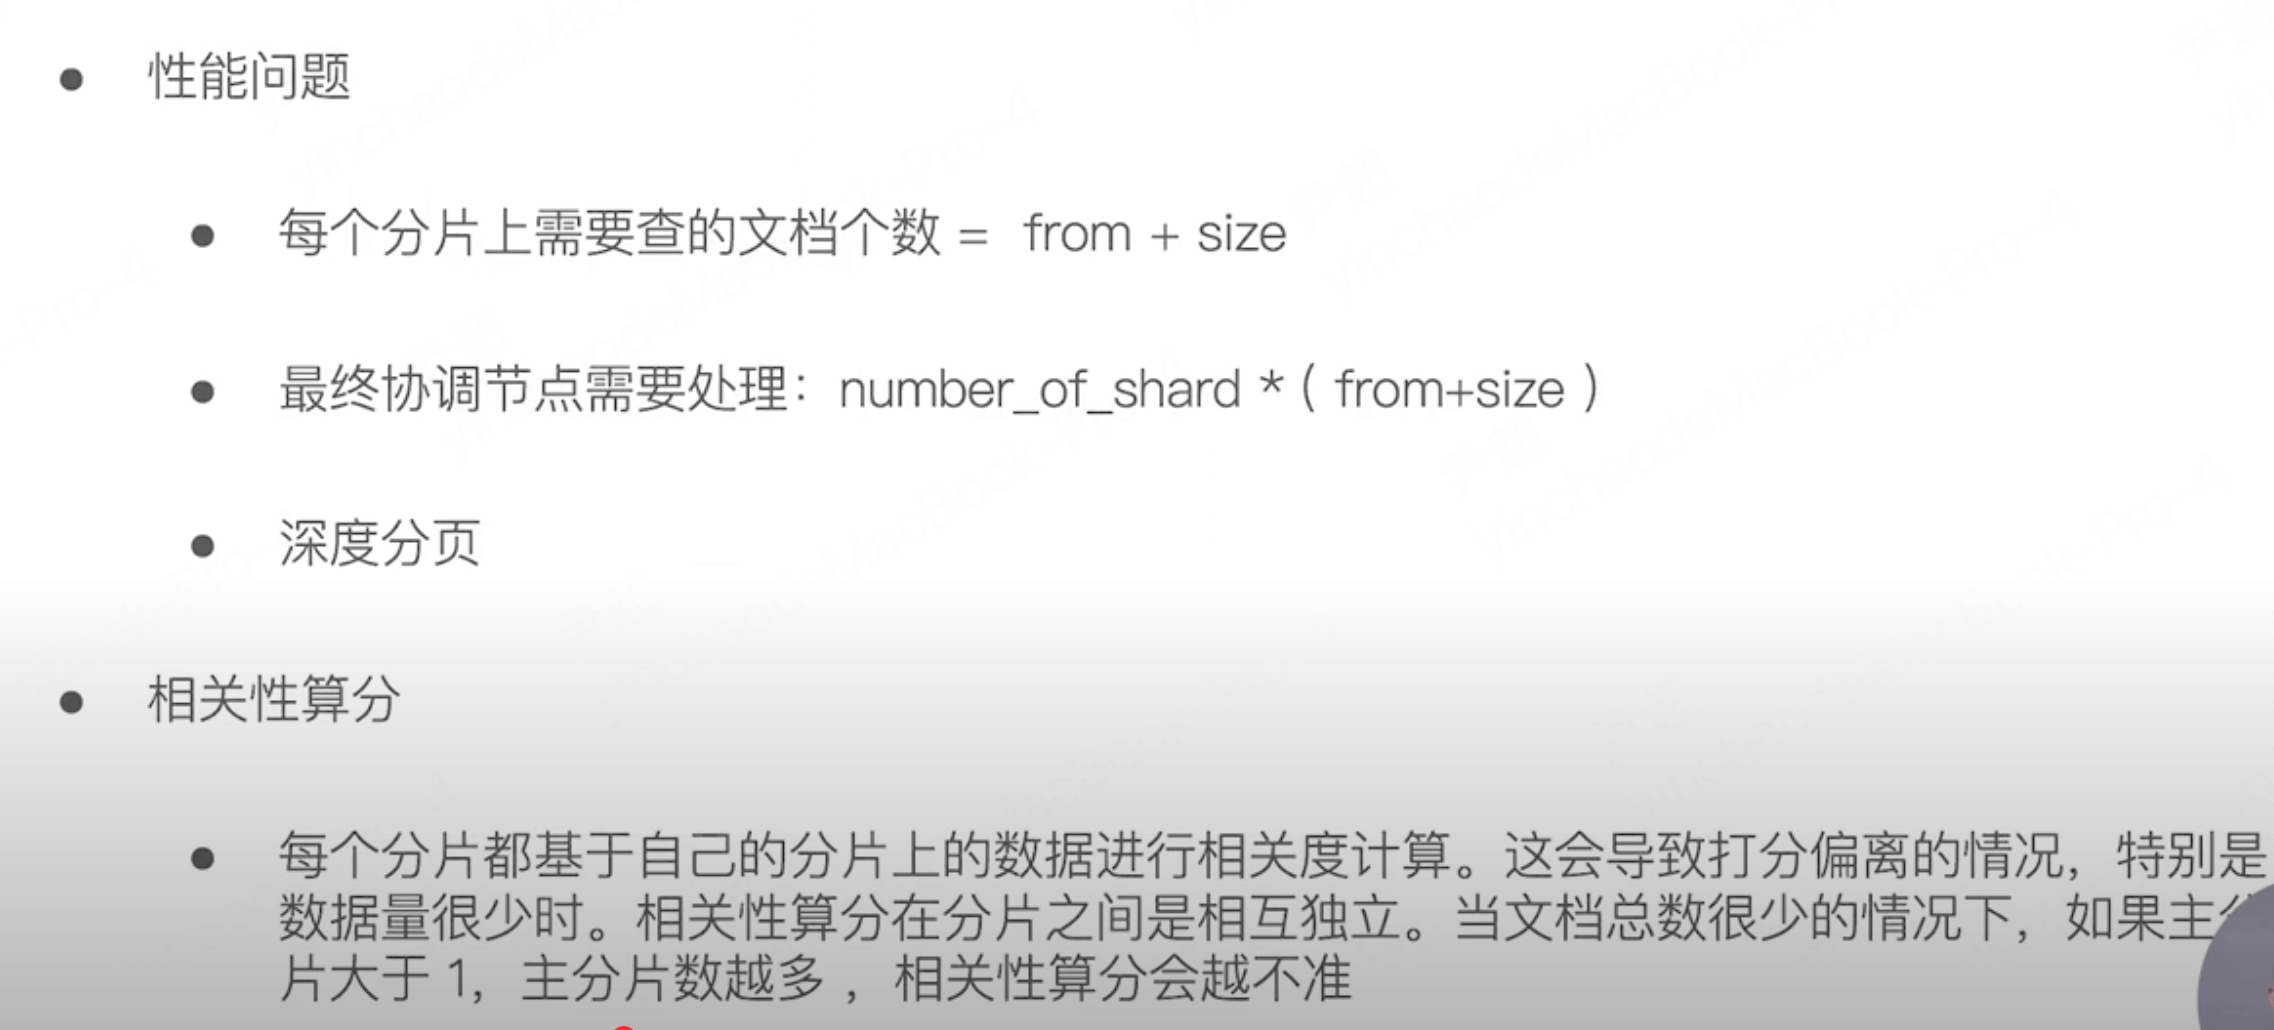 性能问题
每个分片上需要查的文档个数 = from + size
最终协调节点需要处理：number_of_shard * ( from+size )
深度分页
相关性算分
每个分片都基于自己的分片上的数据进行相关度计算。这会导致打分偏离的情况，特别是
数据量很少时。相关性算分在分片之间是相互独立。当文档总数很少的情况下，如果主分
片大于 1，主分片数越多 ，相关性算分会越不准
尹超
yinchaodeMacBook-Pro-4